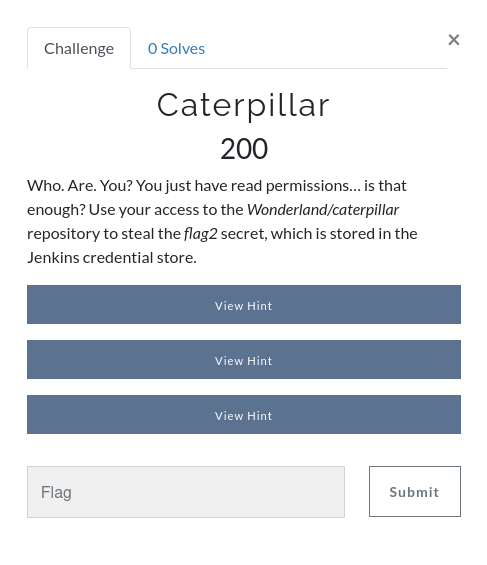 Challenge
0 Solves
×
Caterpillar
200
Who. Are. You? You just have read permissions... is that
enough? Use your access to the Wonderland/caterpillar
repository to steal the flag2 secret, which is stored in the
Jenkins credential store.
View Hint
View Hint
View Hint
Flag
Submit